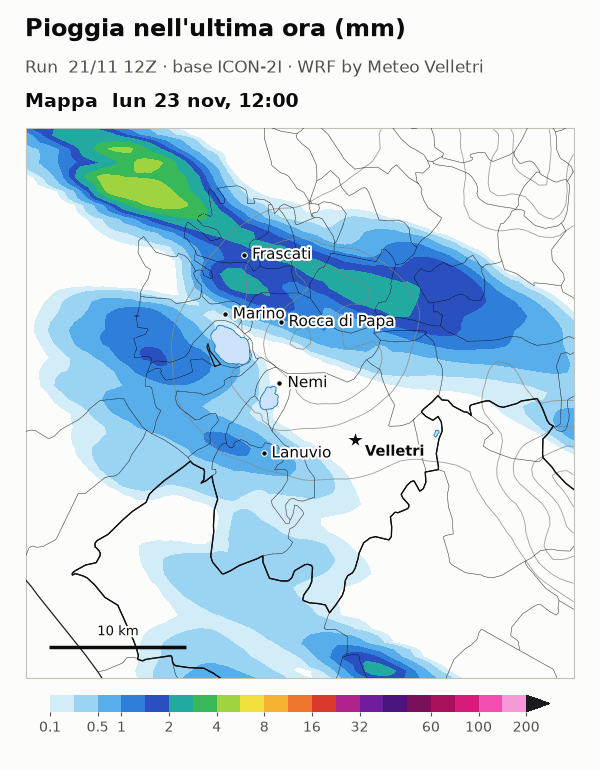 Pioggia nell'ultima ora (mm)
Run  21/11 12Z · base ICON-2I · WRF by Meteo Velletri
Mappa  lun 23 nov, 12:00
Frascati
Marino
Rocca di Papa
Nemi
Velletri
Lanuvio
10 km
0.1 0.5 1 2 4 8 16 32 60 100 200